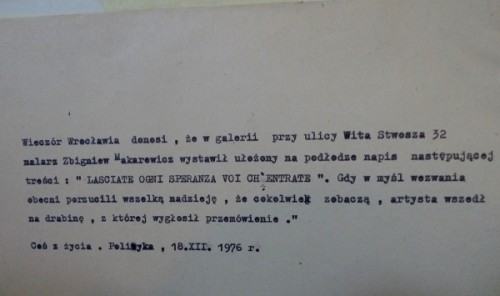 Wieczór Wrocławia donosi , że w galerii przy ulicy Wita Stwosza 32
malarz Zbigniew Makarewicz wystawił ułożony na podłodze napis następującej
treści : " LASCIATE OGNI SPERANZA VOI CH'ENTRATE ". Gdy w myśl wezwania
obecni porzucili wszelką nadzieję , że cokolwiek zobaczą , artysta wszedł
na drabinę , z której wygłosił przemówienie ."
Coś z życia . Polityka , 18.XII. 1976 r.